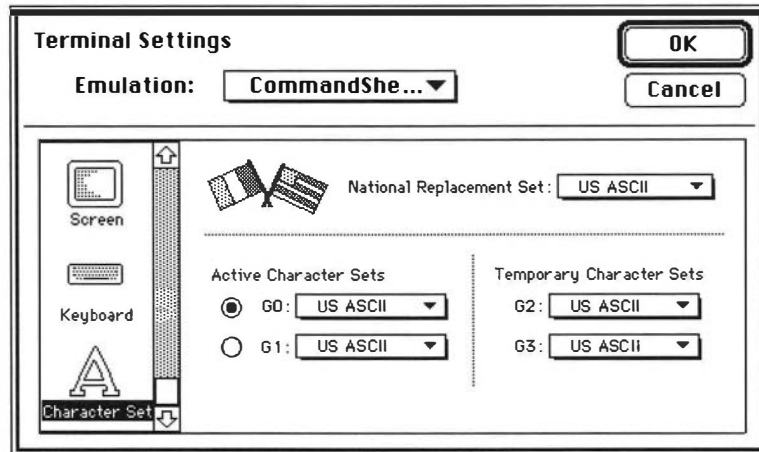 Terminal Settings
OK
Emulation: CommandShe...
Cancel
Screen
Keyboard
Character Set
National Replacement Set: US ASCII
Active Character Sets
G0: US ASCII
G1: US ASCII
Temporary Character Sets
G2: US ASCII
G3: US ASCII